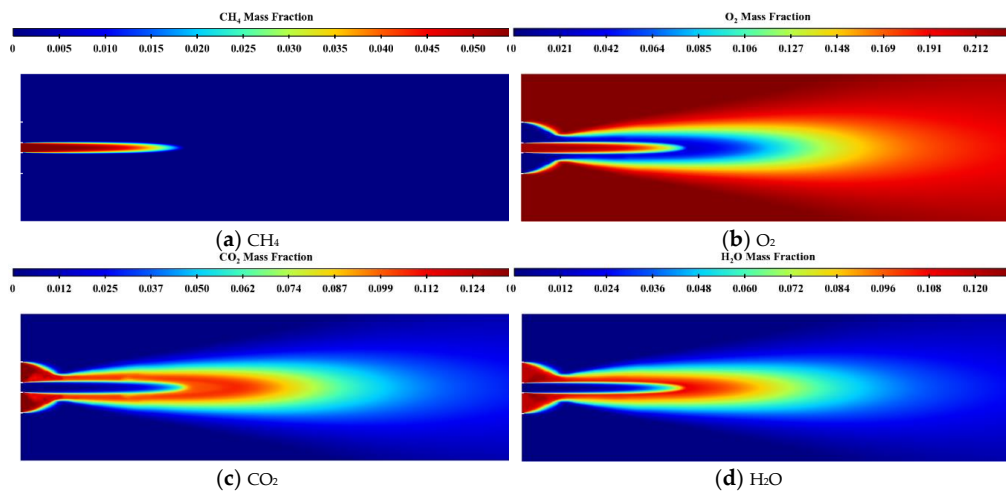 CH₄ Mass Fraction
0 0.005 0.010 0.015 0.020 0.025 0.030 0.035 0.040 0.045 0.050
O₂ Mass Fraction
0 0.021 0.042 0.064 0.085 0.106 0.127 0.148 0.169 0.191 0.212
(a) CH₄
(b) O₂
CO₂ Mass Fraction
0 0.012 0.025 0.037 0.050 0.062 0.074 0.087 0.099 0.112 0.124
H₂O Mass Fraction
0 0.012 0.024 0.036 0.048 0.060 0.072 0.084 0.096 0.108 0.120
(c) CO₂
(d) H₂O